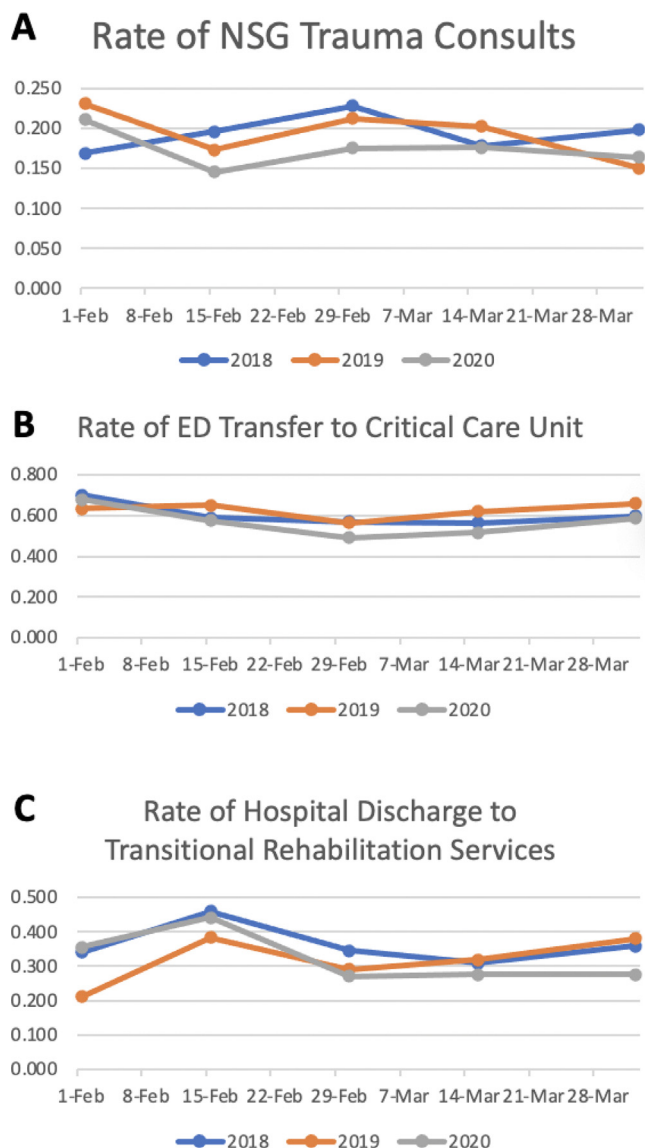 A
Rate of NSG Trauma Consults
0.250
0.200
0.150
0.100
0.050
0.000
1-Feb 8-Feb 15-Feb 22-Feb 29-Feb 7-Mar 14-Mar 21-Mar 28-Mar
2018 2019 2020
B
Rate of ED Transfer to Critical Care Unit
0.800
0.600
0.400
0.200
0.000
1-Feb 8-Feb 15-Feb 22-Feb 29-Feb 7-Mar 14-Mar 21-Mar 28-Mar
2018 2019 2020
C
Rate of Hospital Discharge to
Transitional Rehabilitation Services
0.500
0.400
0.300
0.200
0.100
0.000
1-Feb 8-Feb 15-Feb 22-Feb 29-Feb 7-Mar 14-Mar 21-Mar 28-Mar
2018 2019 2020